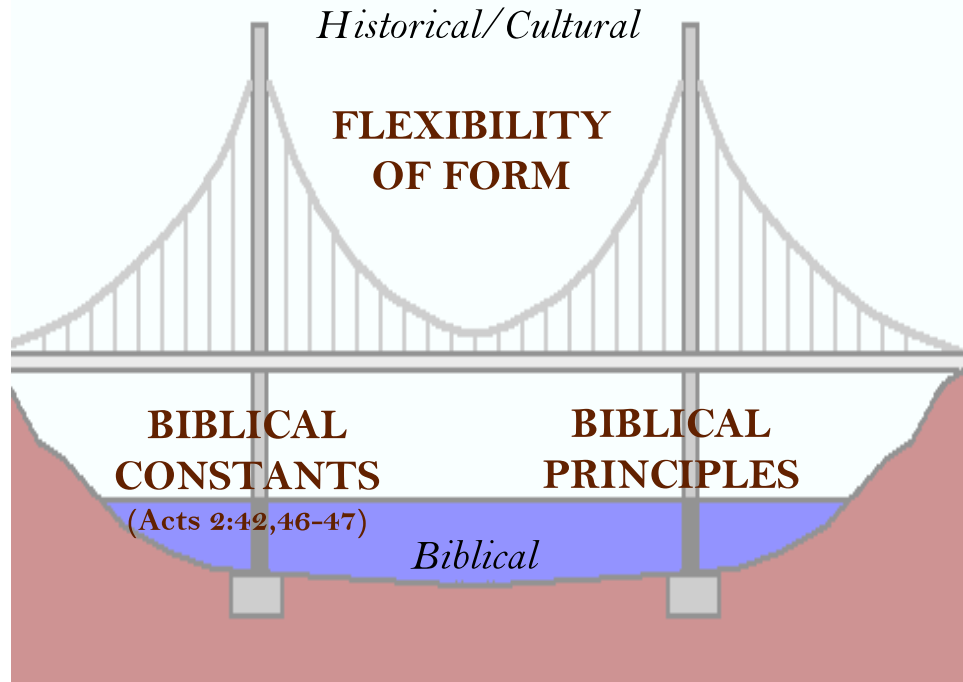 Historical/Cultural
FLEXIBILITY
OF FORM
BIBLICAL
CONSTANTS
(Acts 2:42,46-47)
BIBLICAL
PRINCIPLES
Biblical